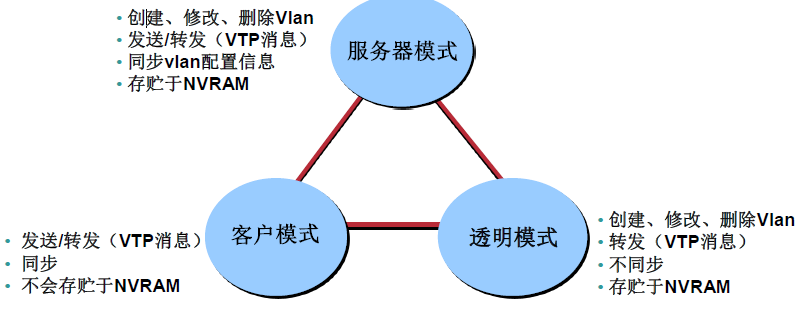 • 创建、修改、删除Vlan
• 发送/转发（VTP消息）
• 同步vlan配置信息
• 存贮于NVRAM
服务器模式
客户模式
• 发送/转发（VTP消息）
• 同步
• 不会存贮于NVRAM
透明模式
• 创建、修改、删除Vlan
• 转发（VTP消息）
• 不同步
• 存贮于NVRAM